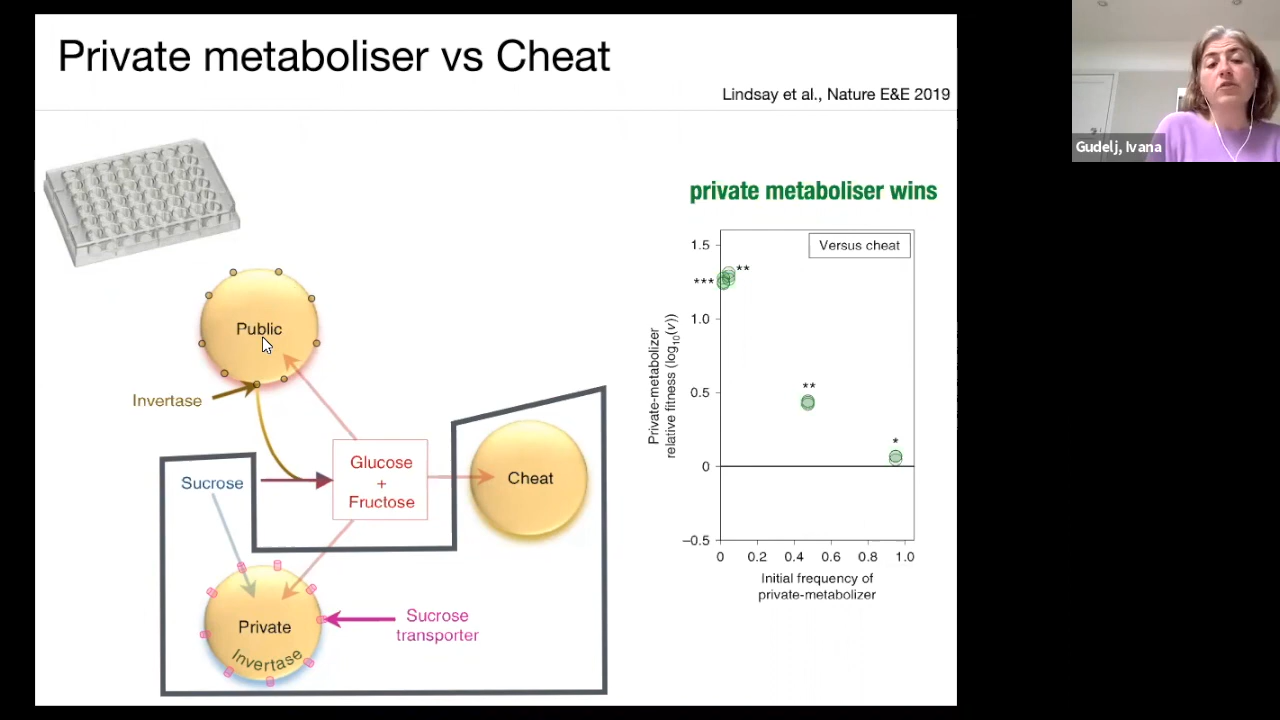 Private metaboliser vs Cheat
Lindsay et al., Nature E&E 2019
Gudelj, Ivana
private metaboliser wins
Public
Invertase
Sucrose
Glucose
+
Fructose
Cheat
Private
Invertase
Sucrose
transporter
Versus cheat
1.5
1.0
0.5
0
−0.5
***
**
**
*
Private-metabolizer
relative fitness (log10(v))
0 0.2 0.4 0.6 0.8 1.0
Initial frequency of
private-metabolizer